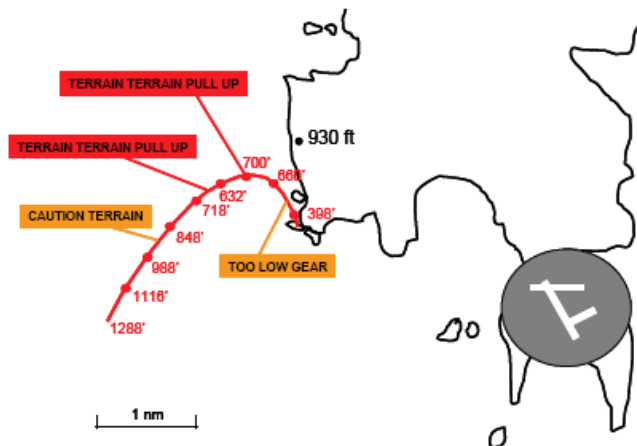 TERRAIN TERRAIN PULL UP
930 ft
TERRAIN TERRAIN PULL UP
700'
660'
632'
718'
398'
CAUTION TERRAIN
848'
TOO LOW GEAR
988'
1116'
1288'
1 nm